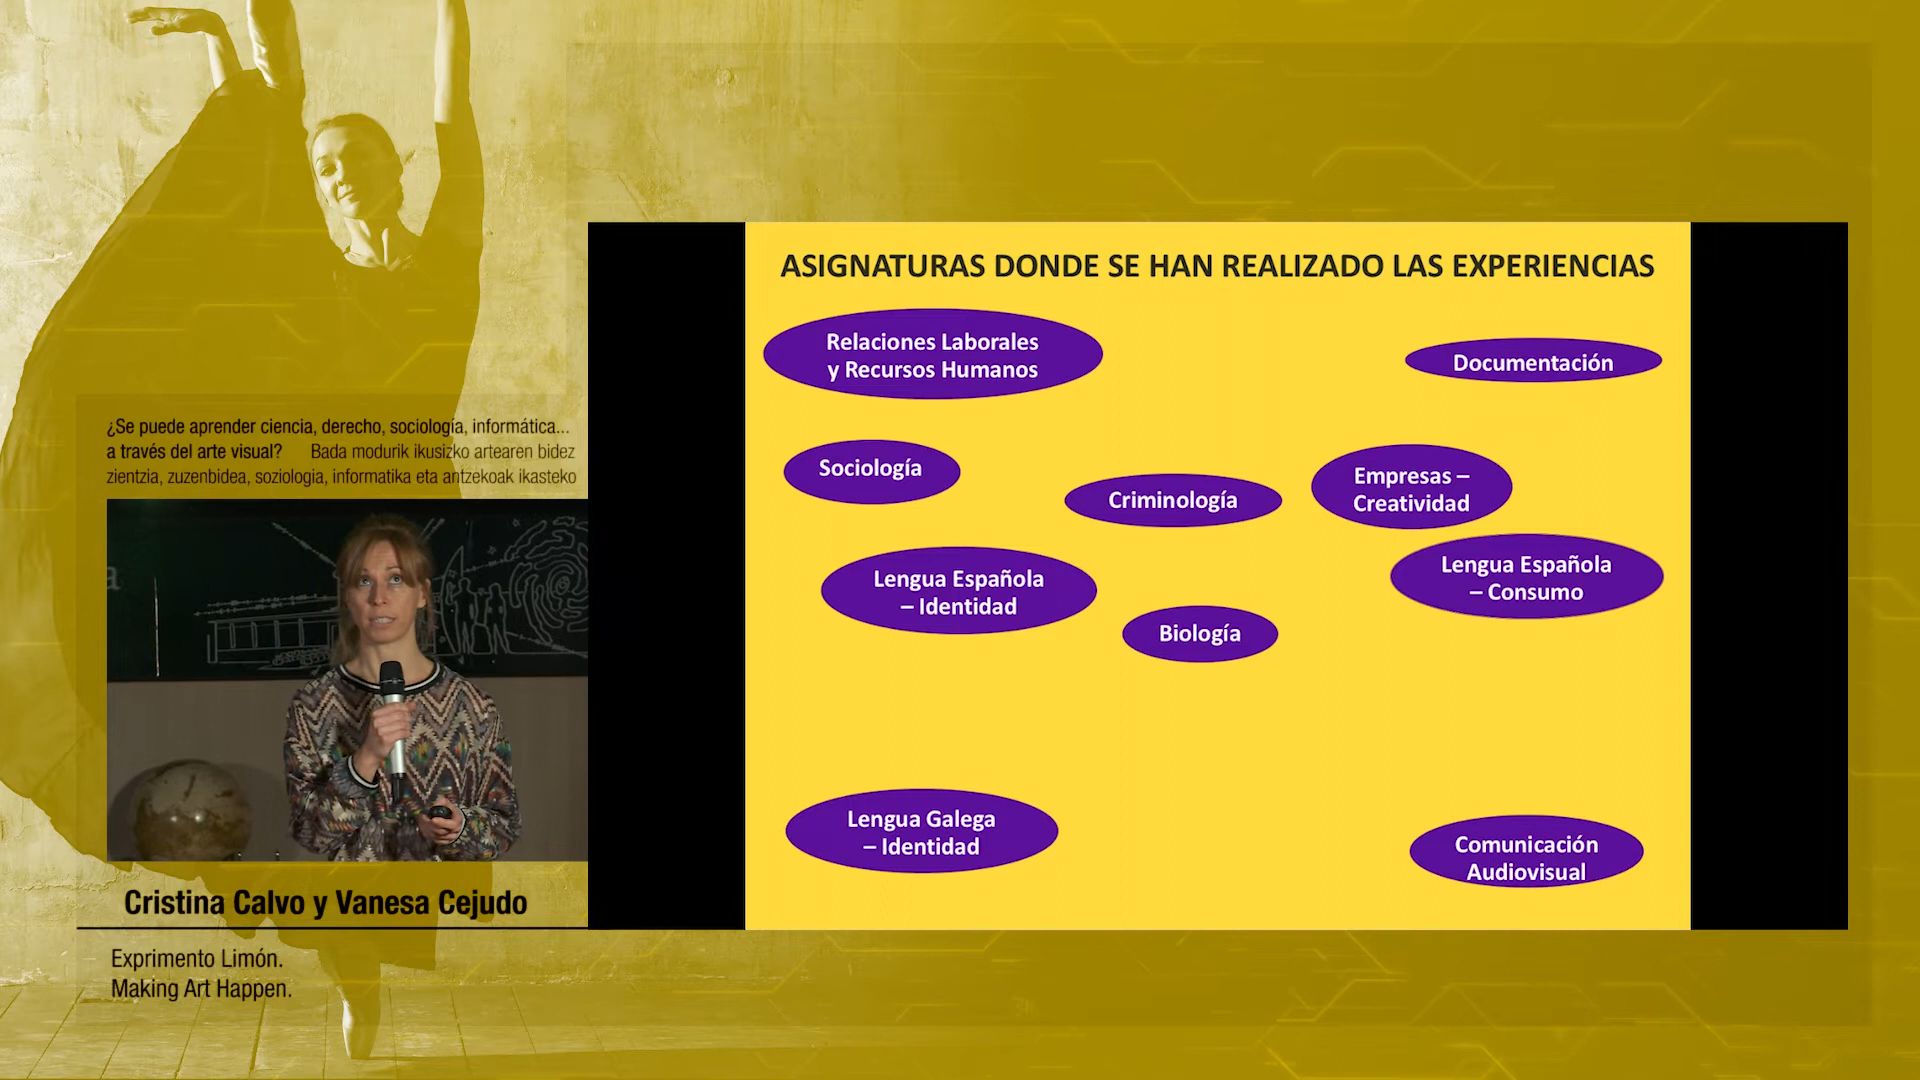 ¿Se puede aprender ciencia, derecho, sociología, informática...
a través del arte visual? Bada modurik ikusizko artearen bidez
zientzia, zuzenbidea, soziologia, informatika eta antzekoak ikasteko
a
Cristina Calvo y Vanesa Cejudo
Exprimento Limón.
Making Art Happen.
ASIGNATURAS DONDE SE HAN REALIZADO LAS EXPERIENCIAS
Relaciones Laborales
y Recursos Humanos
Documentación
Sociología
Criminología
Empresas –
Creatividad
Lengua Española
– Identidad
Lengua Española
– Consumo
Biología
Lengua Galega
– Identidad
Comunicación
Audiovisual